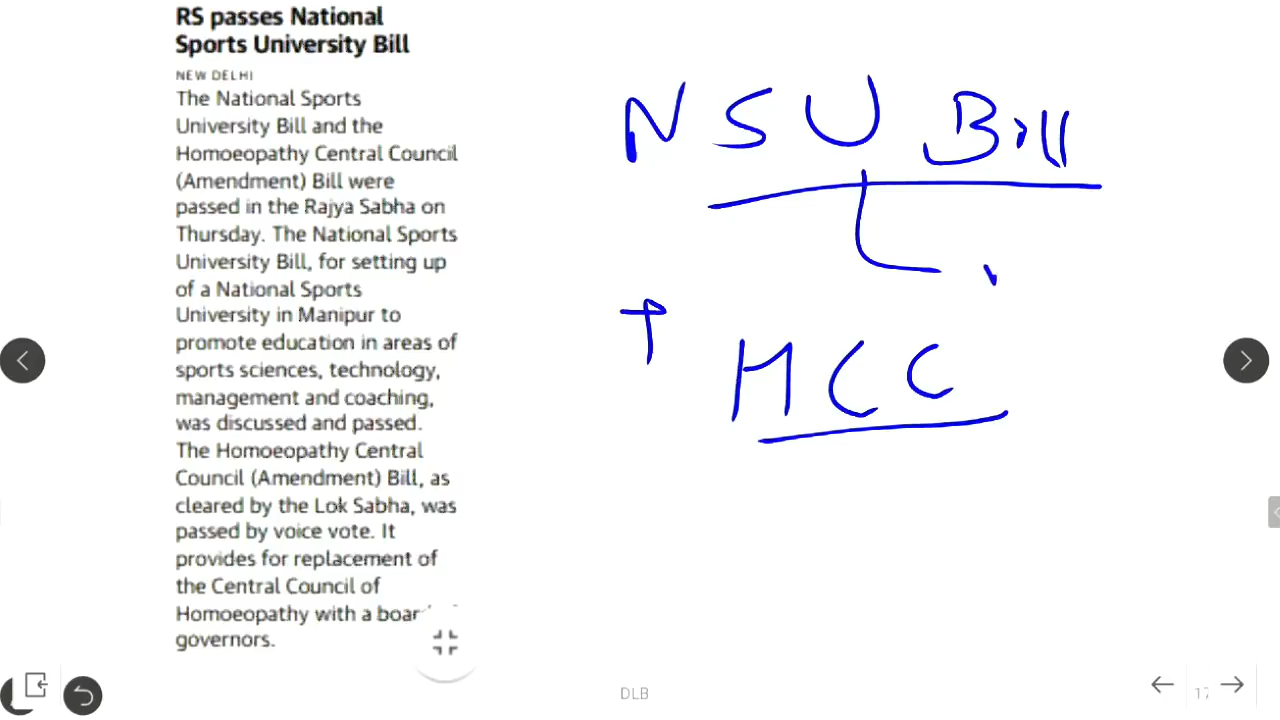 RS passes National
Sports University Bill
NEW DELHI
The National Sports
University Bill and the
Homoeopathy Central Council
(Amendment) Bill were
passed in the Rajya Sabha on
Thursday. The National Sports
University Bill, for setting up
of a National Sports
University in Manipur to
promote education in areas of
sports sciences, technology,
management and coaching,
was discussed and passed.
The Homoeopathy Central
Council (Amendment) Bill, as
cleared by the Lok Sabha, was
passed by voice vote. It
provides for replacement of
the Central Council of
Homoeopathy with a boar
governors.
NSU Bill
HCC
DLB
17